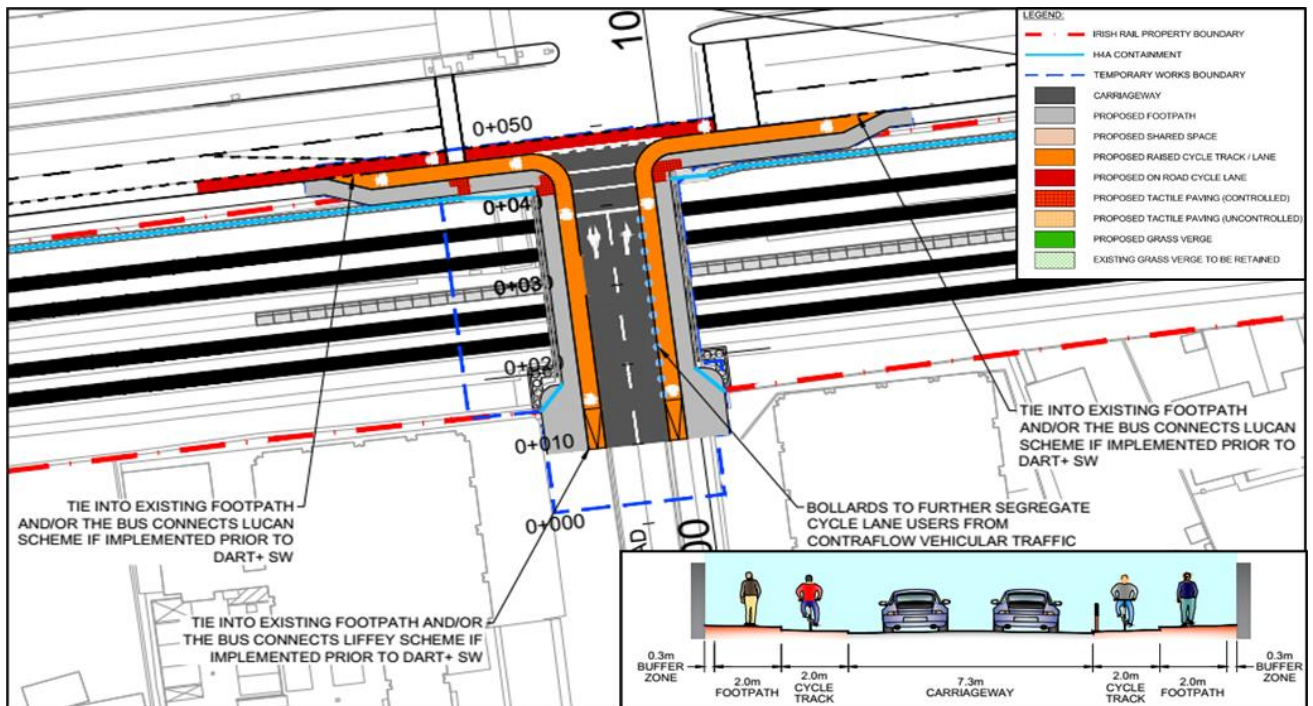 10
LEGEND:
IRISH RAIL PROPERTY BOUNDARY
H4A CONTAINMENT
TEMPORARY WORKS BOUNDARY
CARRIAGEWAY
PROPOSED FOOTPATH
PROPOSED SHARED SPACE
PROPOSED RAISED CYCLE TRACK / LANE
PROPOSED ON ROAD CYCLE LANE
PROPOSED TACTILE PAVING (CONTROLLED)
PROPOSED TACTILE PAVING (UNCONTROLLED)
PROPOSED GRASS VERGE
EXISTING GRASS VERGE TO BE RETAINED
0+050
0+040
0+030
0+020
0+010
0+000
TIE INTO EXISTING FOOTPATH
AND/OR THE BUS CONNECTS LUCAN
SCHEME IF IMPLEMENTED PRIOR TO
DART+ SW
TIE INTO EXISTING FOOTPATH
AND/OR THE BUS CONNECTS LUCAN
SCHEME IF IMPLEMENTED PRIOR TO
DART+ SW
BOLLARDS TO FURTHER SEGREGATE
CYCLE LANE USERS FROM
CONTRAFLOW VEHICULAR TRAFFIC
AD
00
TIE INTO EXISTING FOOTPATH AND/OR
THE BUS CONNECTS LIFFEY SCHEME IF
IMPLEMENTED PRIOR TO DART+ SW
0.3m
BUFFER
ZONE
2.0m
FOOTPATH
2.0m
CYCLE
TRACK
7.3m
CARRIAGEWAY
2.0m
CYCLE
TRACK
2.0m
FOOTPATH
0.3m
BUFFER
ZONE